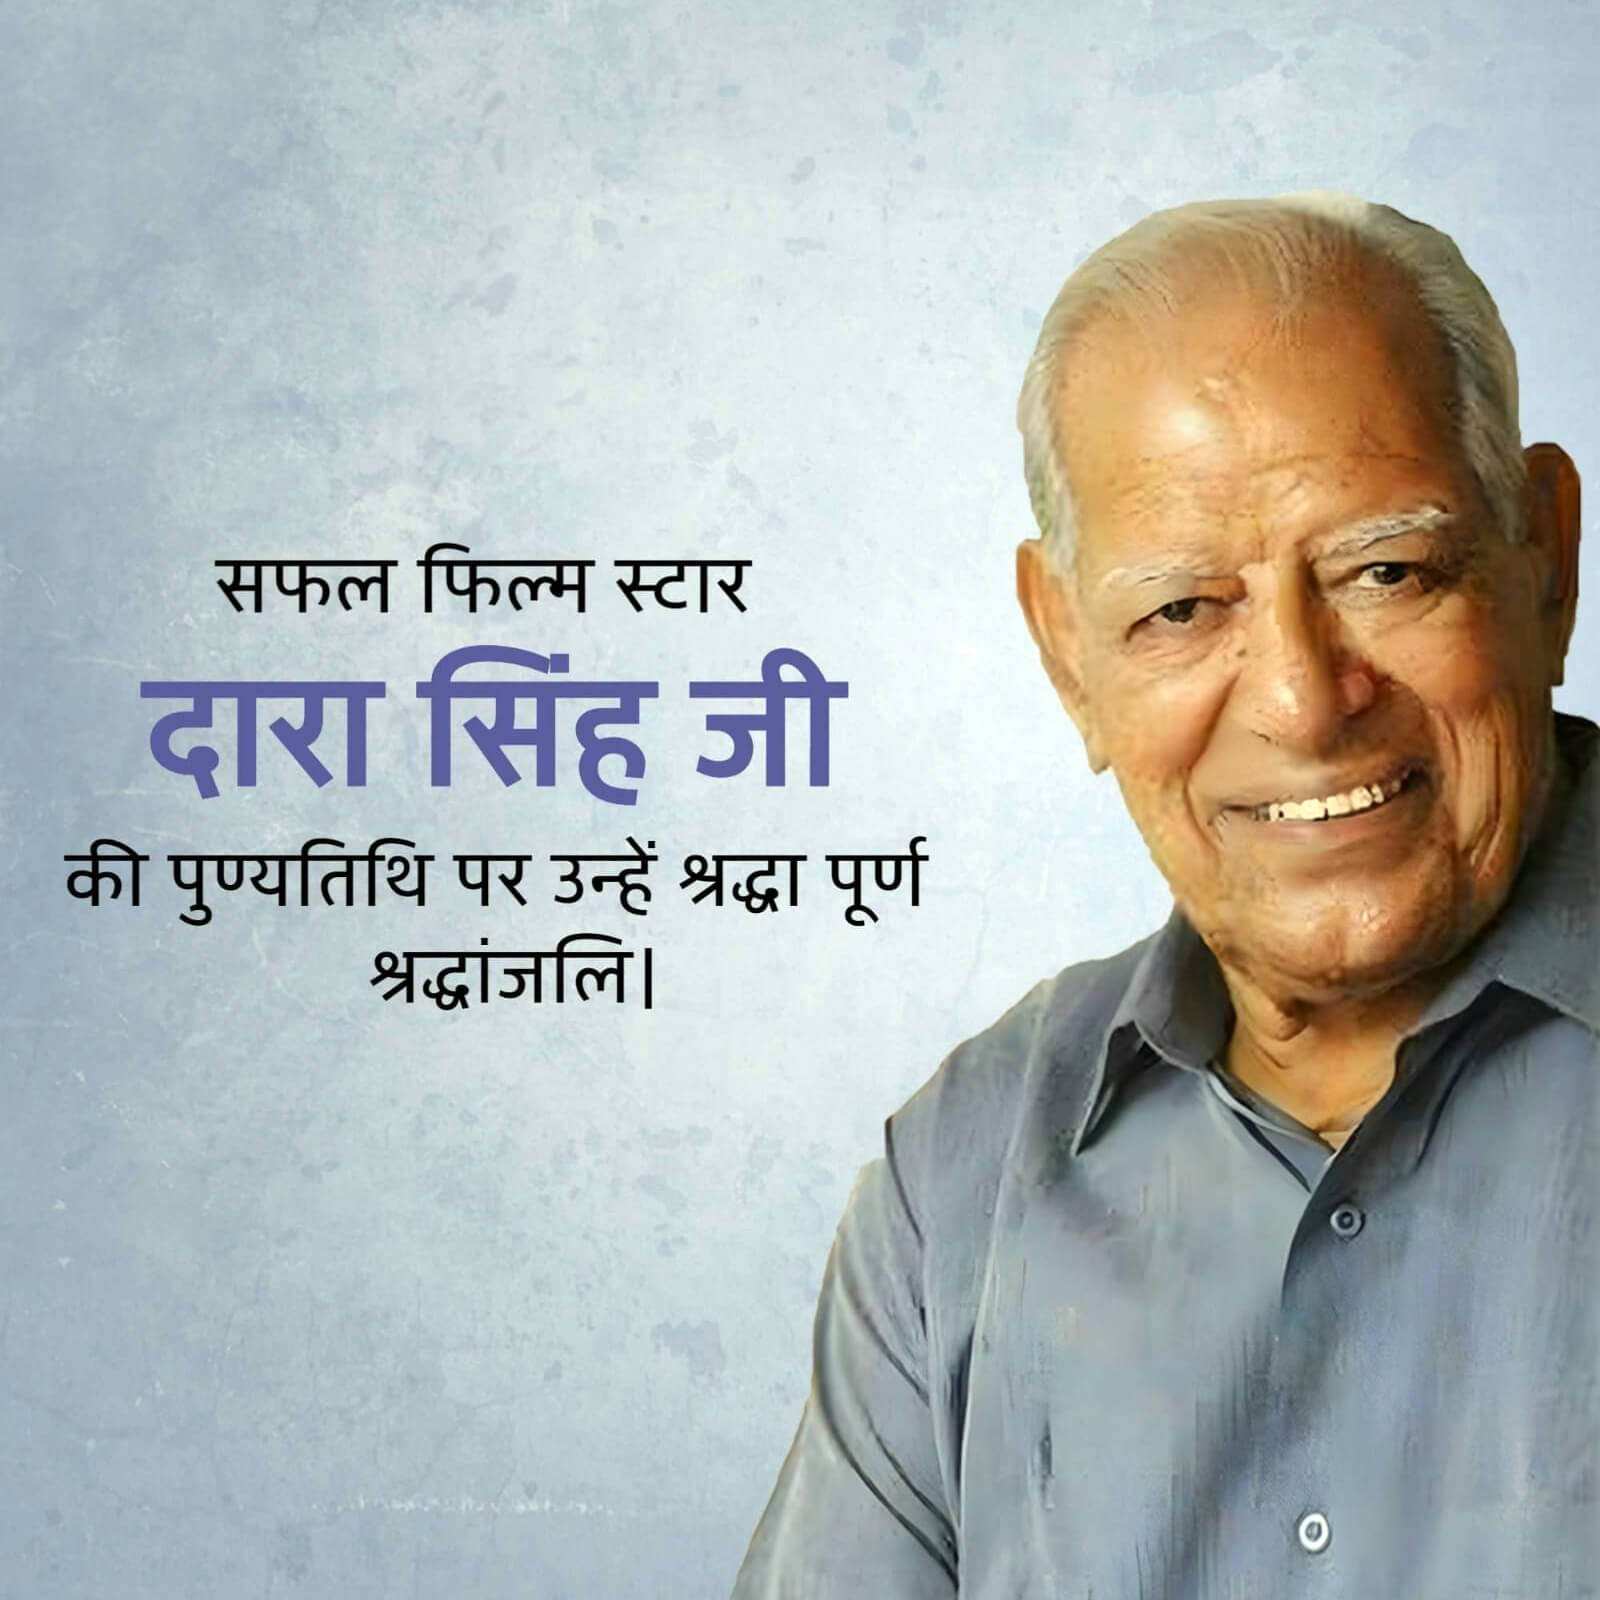 सफल फिल्म स्टार
दारा सिंह जी
की पुण्यतिथि पर उन्हें श्रद्धा पूर्ण
श्रद्धांजलि।